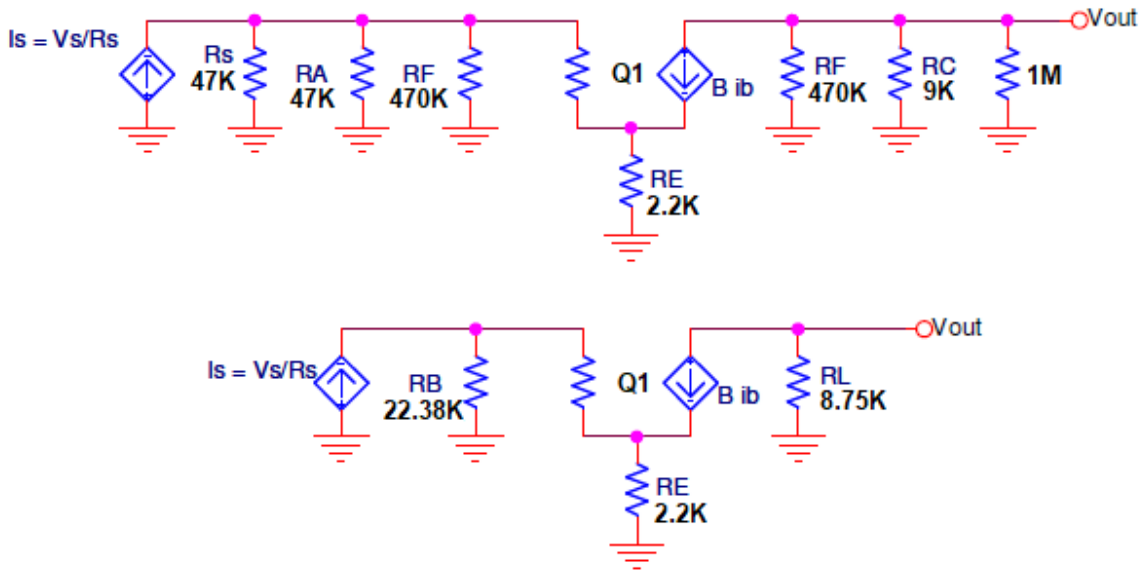 Is = Vs/Rs
Rs
47K
RA
47K
RF
470K
Q1
B ib
RF
470K
RC
9K
1M
Vout
RE
2.2K
Is = Vs/Rs
RB
22.38K
Q1
B ib
RL
8.75K
Vout
RE
2.2K